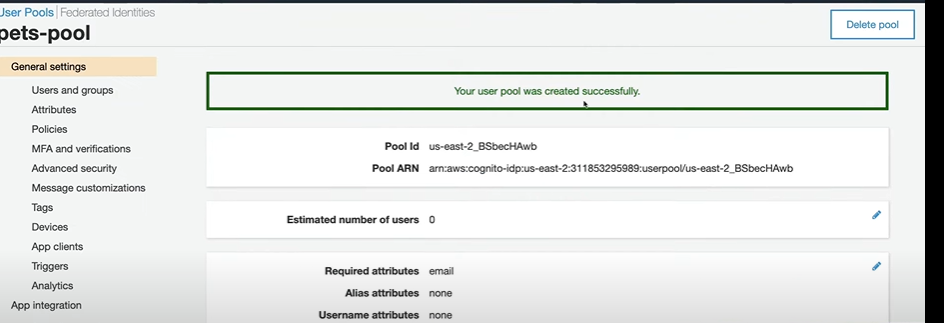 User Pools | Federated Identities
pets-pool
Delete pool
General settings
Users and groups
Attributes
Policies
MFA and verifications
Advanced security
Message customizations
Tags
Devices
App clients
Triggers
Analytics
App integration
Your user pool was created successfully.
Pool Id us-east-2_BSbecHAwb
Pool ARN arn:aws:cognito-idp:us-east-2:311853295989:userpool/us-east-2_BSbecHAwb
Estimated number of users 0
Required attributes email
Alias attributes none
Username attributes none